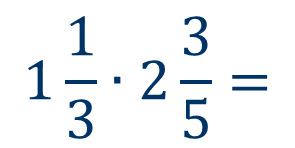 1 1/3 · 2 3/5 =